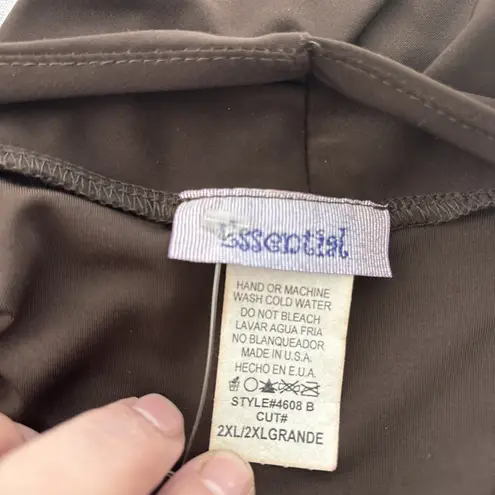 Essential
HAND OR MACHINE
WASH COLD WATER
DO NOT BLEACH
LAVAR AGUA FRIA
NO BLANQUEADOR
MADE IN U.S.A.
HECHO EN E.U.A.
STYLE#4608 B
CUT#
2XL/2XLGRANDE